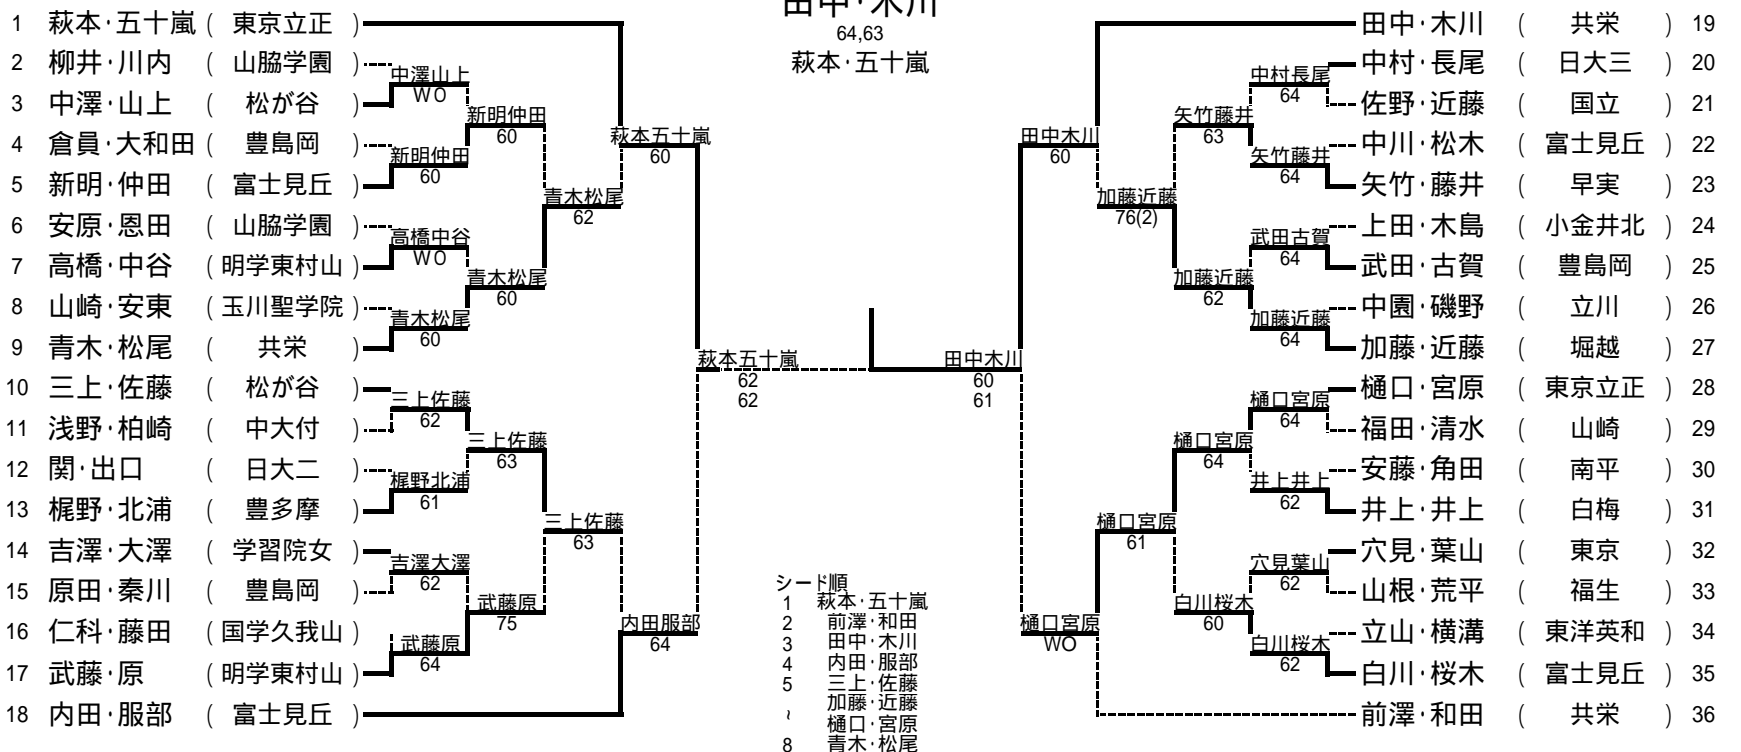 田中・木川
64,63
萩本・五十嵐
1 萩本・五十嵐 ( 東京立正 )
2 柳井・川内 ( 山脇学園 )
3 中澤・山上 ( 松が谷 )
4 倉員・大和田 ( 豊島岡 )
5 新明・仲田 ( 富士見丘 )
6 安原・恩田 ( 山脇学園 )
7 高橋・中谷 ( 明学東村山 )
8 山崎・安東 ( 玉川聖学院 )
9 青木・松尾 ( 共栄 )
10 三上・佐藤 ( 松が谷 )
11 浅野・柏崎 ( 中大付 )
12 関・出口 ( 日大二 )
13 梶野・北浦 ( 豊多摩 )
14 吉澤・大澤 ( 学習院女 )
15 原田・秦川 ( 豊島岡 )
16 仁科・藤田 ( 国学久我山 )
17 武藤・原 ( 明学東村山 )
18 内田・服部 ( 富士見丘 )
中澤山上
WO
新明仲田
60
高橋中谷
WO
青木松尾
60
三上佐藤
62
梶野北浦
61
吉澤大澤
62
武藤原
64
新明仲田
60
青木松尾
60
三上佐藤
63
武藤原
75
青木松尾
62
三上佐藤
63
萩本五十嵐
60
内田服部
64
萩本五十嵐
62
62
田中木川
60
61
田中木川
60
樋口宮原
WO
加藤近藤
76(2)
樋口宮原
61
矢竹藤井
63
加藤近藤
62
樋口宮原
64
白川桜木
60
中村長尾
64
矢竹藤井
64
武田古賀
64
加藤近藤
64
樋口宮原
64
井上井上
62
穴見葉山
62
白川桜木
62
田中・木川 ( 共栄 ) 19
中村・長尾 ( 日大三 ) 20
佐野・近藤 ( 国立 ) 21
中川・松木 ( 富士見丘 ) 22
矢竹・藤井 ( 早実 ) 23
上田・木島 ( 小金井北 ) 24
武田・古賀 ( 豊島岡 ) 25
中園・磯野 ( 立川 ) 26
加藤・近藤 ( 堀越 ) 27
樋口・宮原 ( 東京立正 ) 28
福田・清水 ( 山崎 ) 29
安藤・角田 ( 南平 ) 30
井上・井上 ( 白梅 ) 31
穴見・葉山 ( 東京 ) 32
山根・荒平 ( 福生 ) 33
立山・横溝 ( 東洋英和 ) 34
白川・桜木 ( 富士見丘 ) 35
前澤・和田 ( 共栄 ) 36
シード順
1 萩本・五十嵐
2 前澤・和田
3 田中・木川
4 内田・服部
5 三上・佐藤
加藤・近藤
～ 樋口・宮原
8 青木・松尾